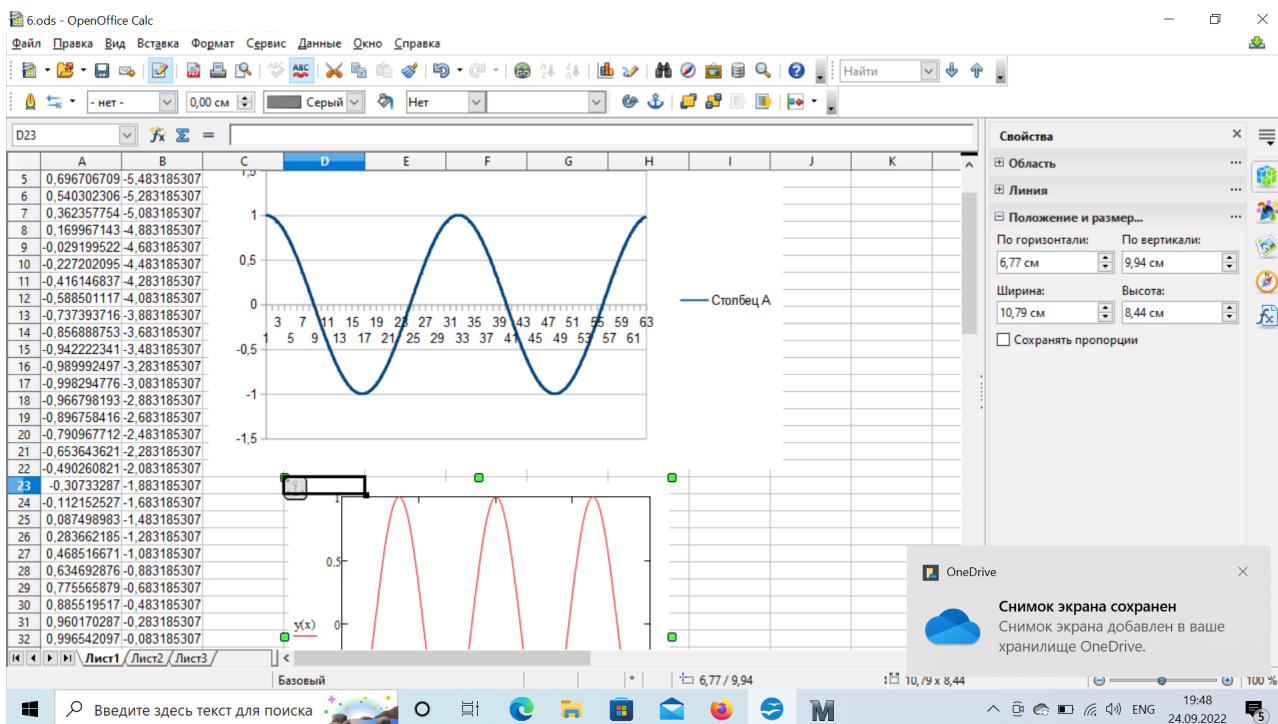 6.ods - OpenOffice Calc
Файл Правка Вид Вставка Формат Сервис Данные Окно Справка
Найти
- нет - 0,00 см Серый Нет
D23
A B C D E F G H I J K
5 0,696706709 -5,483185307
6 0,540302306 -5,283185307
7 0,362357754 -5,083185307
8 0,169967143 -4,883185307
9 -0,029199522 -4,683185307
10 -0,227202095 -4,483185307
11 -0,416146837 -4,283185307
12 -0,588501117 -4,083185307
13 -0,737393716 -3,883185307
14 -0,856888753 -3,683185307
15 -0,942222341 -3,483185307
16 -0,989992497 -3,283185307
17 -0,998294776 -3,083185307
18 -0,966798193 -2,883185307
19 -0,896758416 -2,683185307
20 -0,790967712 -2,483185307
21 -0,653643621 -2,283185307
22 -0,490260821 -2,083185307
23 -0,30733287 -1,883185307
24 -0,112152527 -1,683185307
25 0,087498983 -1,483185307
26 0,283662185 -1,283185307
27 0,468516671 -1,083185307
28 0,634692876 -0,883185307
29 0,775565879 -0,683185307
30 0,885519517 -0,483185307
31 0,960170287 -0,283185307
32 0,996542097 -0,083185307
1,5
1
0,5
0
3 7 11 15 19 23 27 31 35 39 43 47 51 55 59 63
1 5 9 13 17 21 25 29 33 37 41 45 49 53 57 61
-0,5
-1
-1,5
Столбец A
1
0.5
y(x)
0
Свойства
Область
Линия
Положение и размер...
По горизонтали: По вертикали:
6,77 см 9,94 см
Ширина: Высота:
10,79 см 8,44 см
Сохранять пропорции
OneDrive
Снимок экрана сохранен
Снимок экрана добавлен в ваше
хранилище OneDrive.
Лист1 Лист2 Лист3
Базовый * 6,77 / 9,94 10,79 x 8,44 100 %
Введите здесь текст для поиска
ENG
19:48
24.09.2022
5